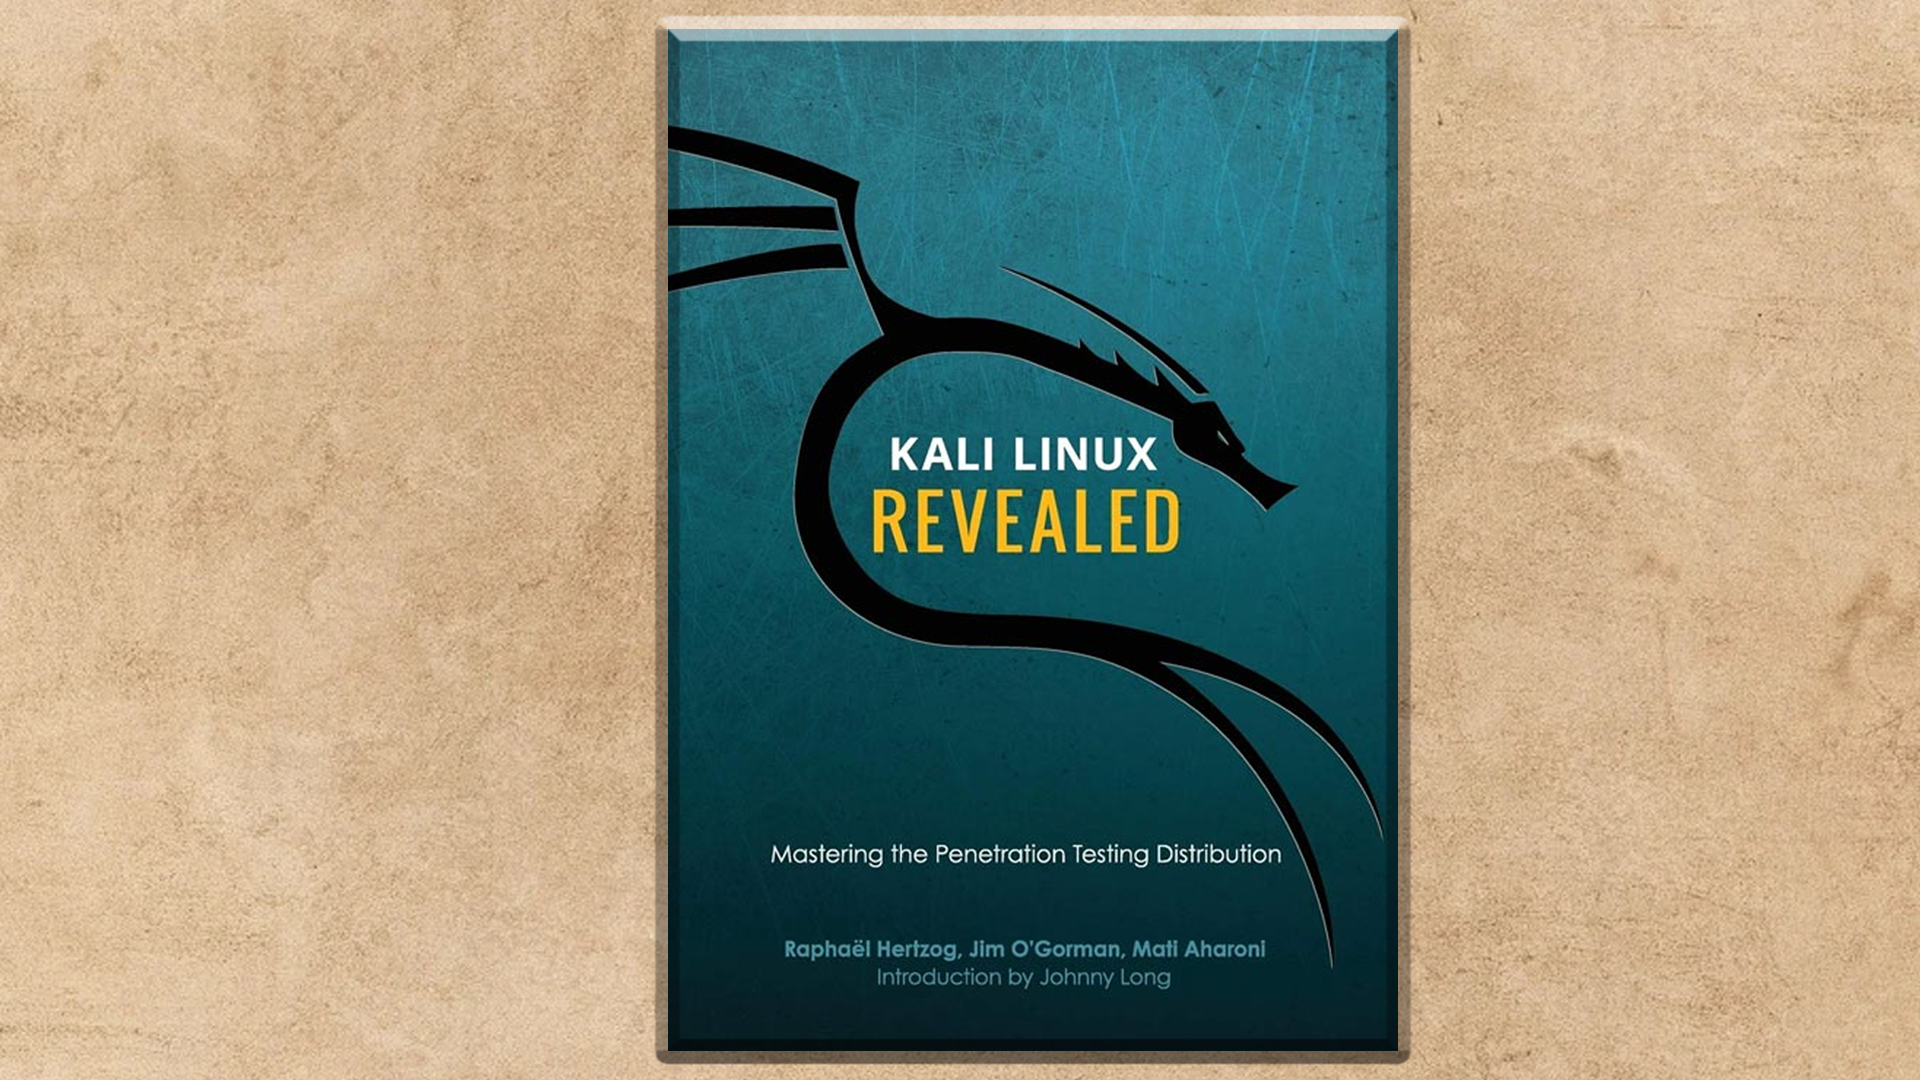 KALI LINUX
REVEALED
Mastering the Penetration Testing Distribution
Raphaël Hertzog, Jim O'Gorman, Mati Aharoni
Introduction by Johnny Long